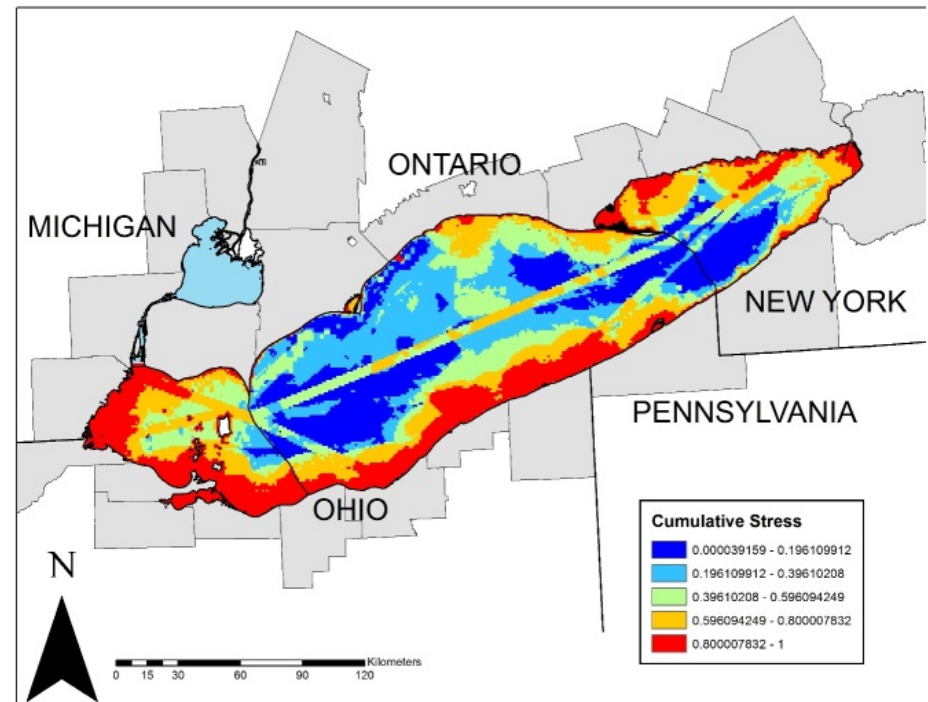 ONTARIO
MICHIGAN
NEW YORK
PENNSYLVANIA
OHIO
Cumulative Stress
0.000039159 - 0.196109912
0.196109912 - 0.39610208
0.39610208 - 0.596094249
0.596094249 - 0.800007832
0.800007832 - 1
N
Kilometers
0 15 30 60 90 120